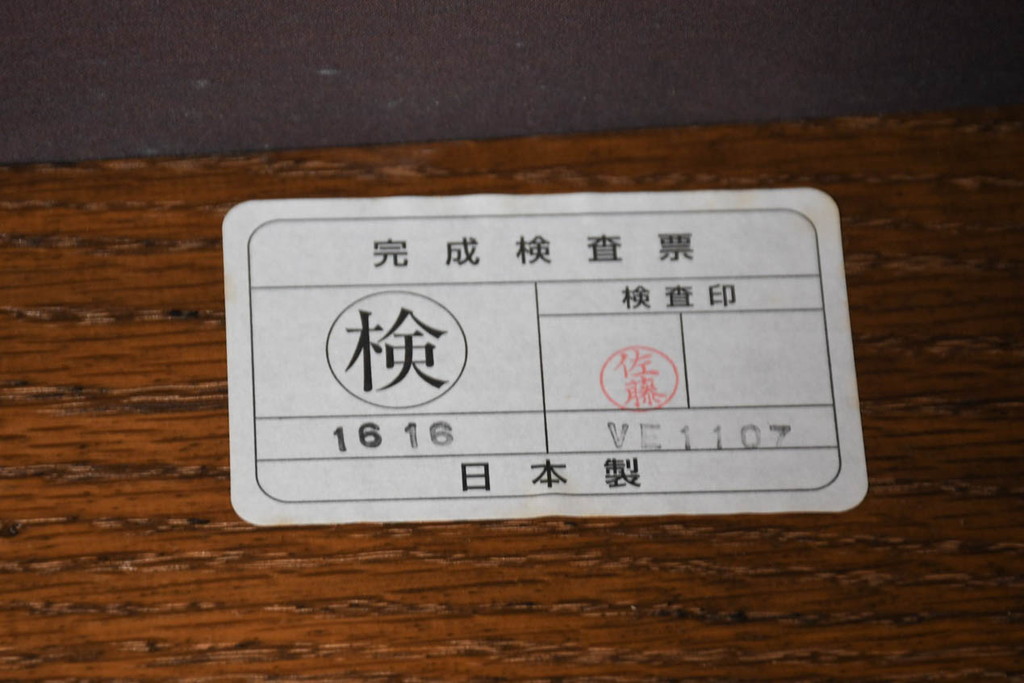 完成検査票
検査印
検
佐藤
1616
VE1107
日本製